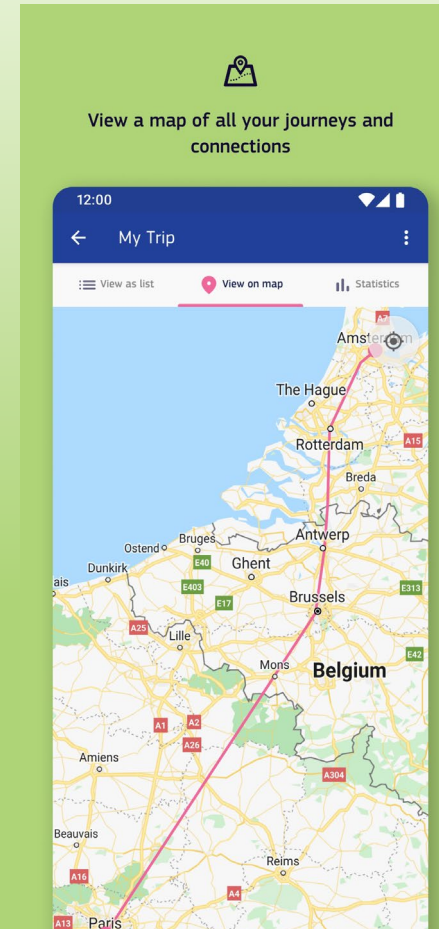 View a map of all your journeys and
connections
12:00
My Trip
View as list
View on map
Statistics
A7
Amsterdam
The Hague
Rotterdam
A15
Breda
Antwerp
Bruges
Ostend
E40
Ghent
Dunkirk
ais
E403
E313
E17
Brussels
A25
Lille
E42
Mons
Belgium
A1
A2
A26
Amiens
A304
Beauvais
Reims
A16
A4
A13
Paris